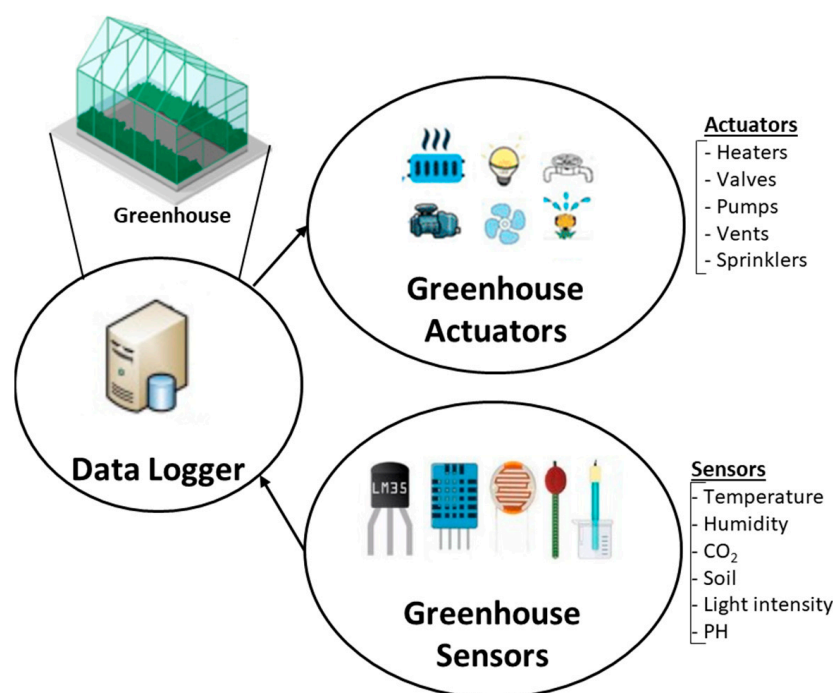 Greenhouse
Actuators
- Heaters
- Valves
- Pumps
- Vents
- Sprinklers
Greenhouse
Actuators
Data Logger
LM35
Sensors
- Temperature
- Humidity
- CO₂
- Soil
- Light intensity
- PH
Greenhouse
Sensors